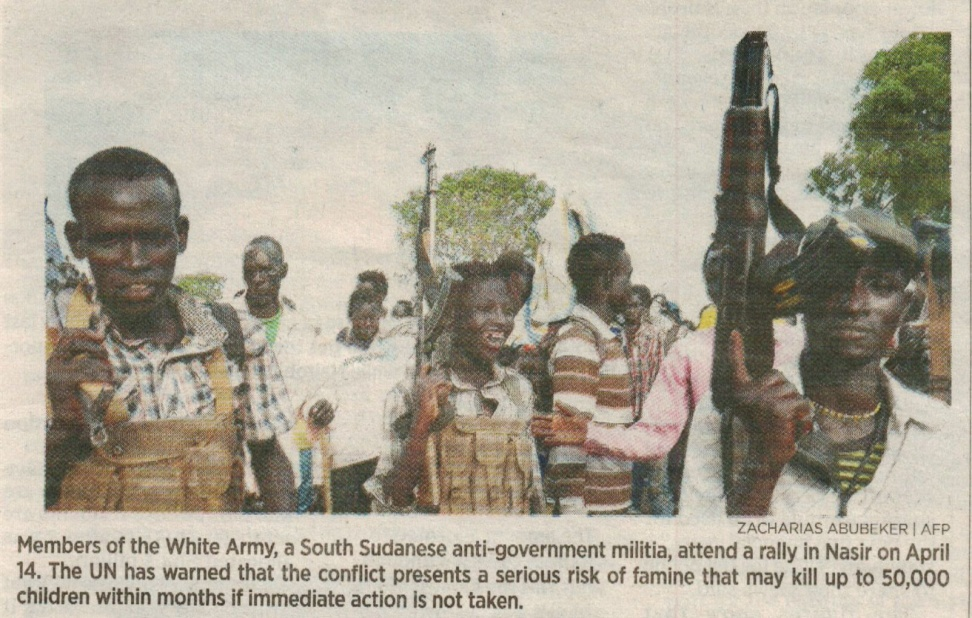 ZACHARIAS ABUBEKER | AFP
Members of the White Army, a South Sudanese anti-government militia, attend a rally in Nasir on April
14. The UN has warned that the conflict presents a serious risk of famine that may kill up to 50,000
children within months if immediate action is not taken.